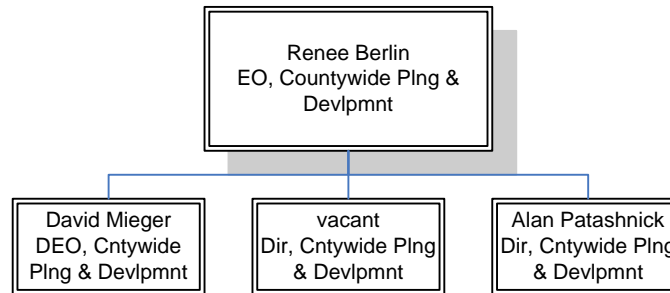 Renee Berlin
EO, Countywide Plng &
Devlpmnt
David Mieger
DEO, Cntywide
Plng & Devlpmnt
vacant
Dir, Cntywide Plng
& Devlpmnt
Alan Patashnick
Dir, Cntywide Plng
& Devlpmnt